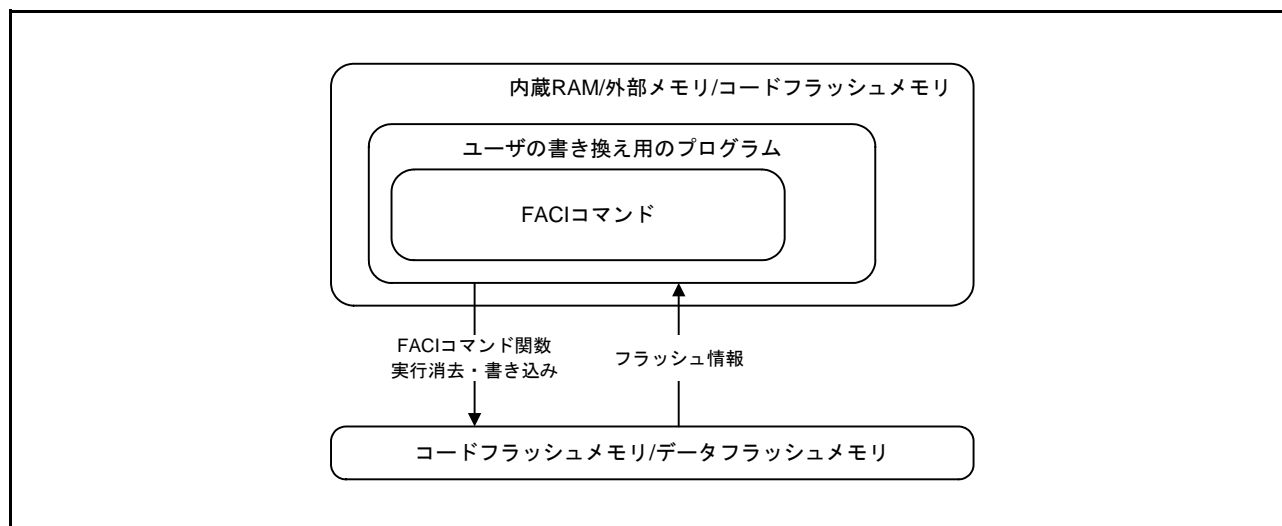 内蔵RAM/外部メモリ/コードフラッシュメモリ
ユーザの書き換え用のプログラム
FACIコマンド
FACIコマンド関数
実行消去・書き込み
フラッシュ情報
コードフラッシュメモリ/データフラッシュメモリ